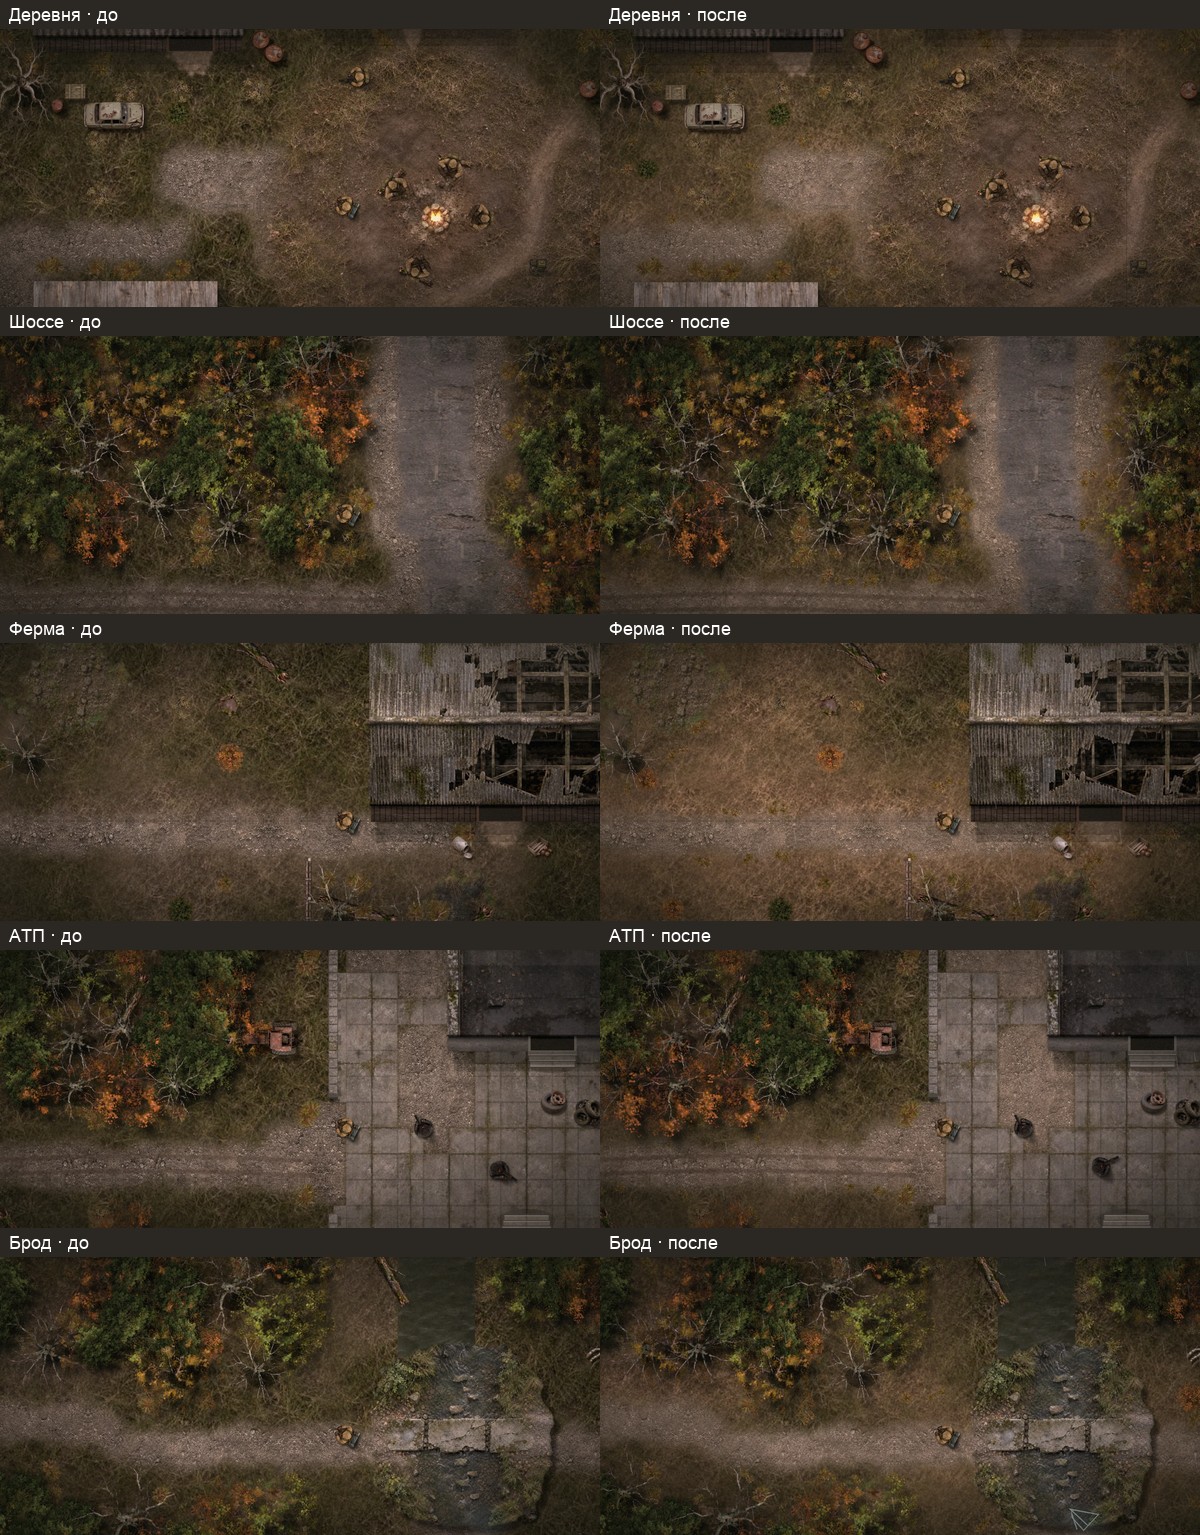 Деревня · до
Деревня · после
Шоссе · до
Шоссе · после
Ферма · до
Ферма · после
АТП · до
АТП · после
Брод · до
Брод · после